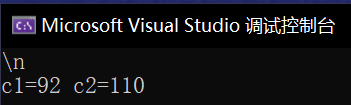 C:\ Microsoft Visual Studio 调试控制台
\n
c1=92 c2=110